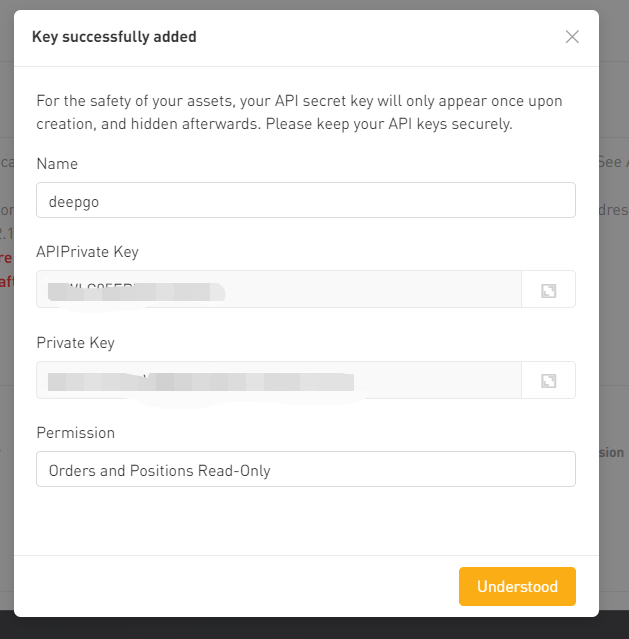 Key successfully added
For the safety of your assets, your API secret key will only appear once upon
creation, and hidden afterwards. Please keep your API keys securely.
Name
deepgo
APIPrivate Key
Private Key
Permission
Orders and Positions Read-Only
Understood